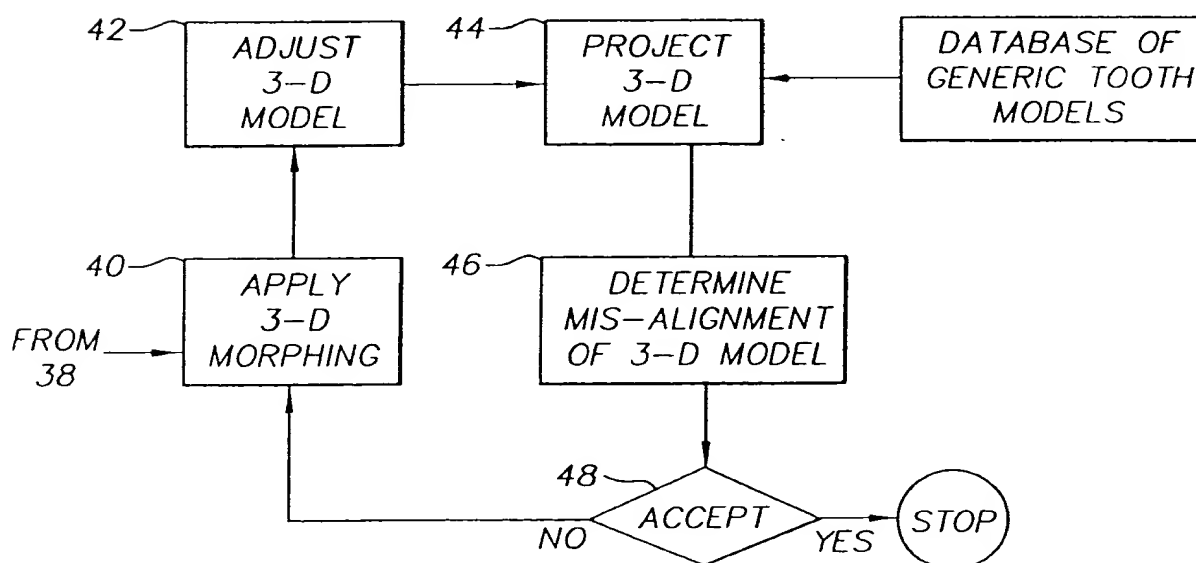 42
ADJUST
3-D
MODEL
44
PROJECT
3-D
MODEL
DATABASE OF
GENERIC TOOTH
MODELS
40
APPLY
3-D
MORPHING
FROM
38
46
DETERMINE
MIS-ALIGNMENT
OF 3-D MODEL
48
ACCEPT
NO
YES
STOP